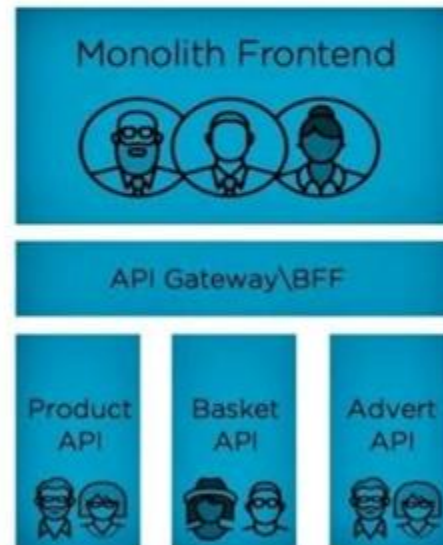 Monolith Frontend
API Gateway\BFF
Product
API
Basket
API
Advert
API